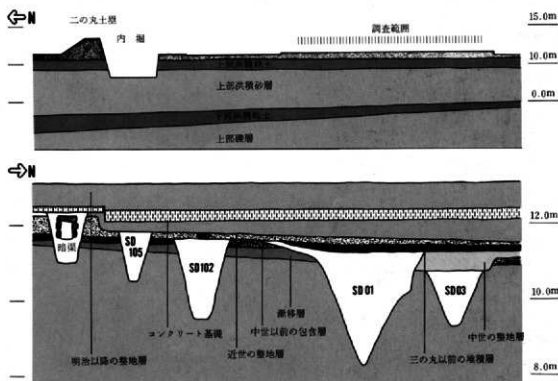 N
二の丸土塁
内堀
調査範囲
15.0m
10.0m
0.0m
上部洪積砂層
上部礫層
N
12.0m
10.0m
8.0m
暗渠
SD
105
SD102
SD01
SD03
漸移層
コンクリート基礎
中世以前の包含層
中世の整地層
明治以降の整地層
近世の整地層
三の丸以前の堆積層